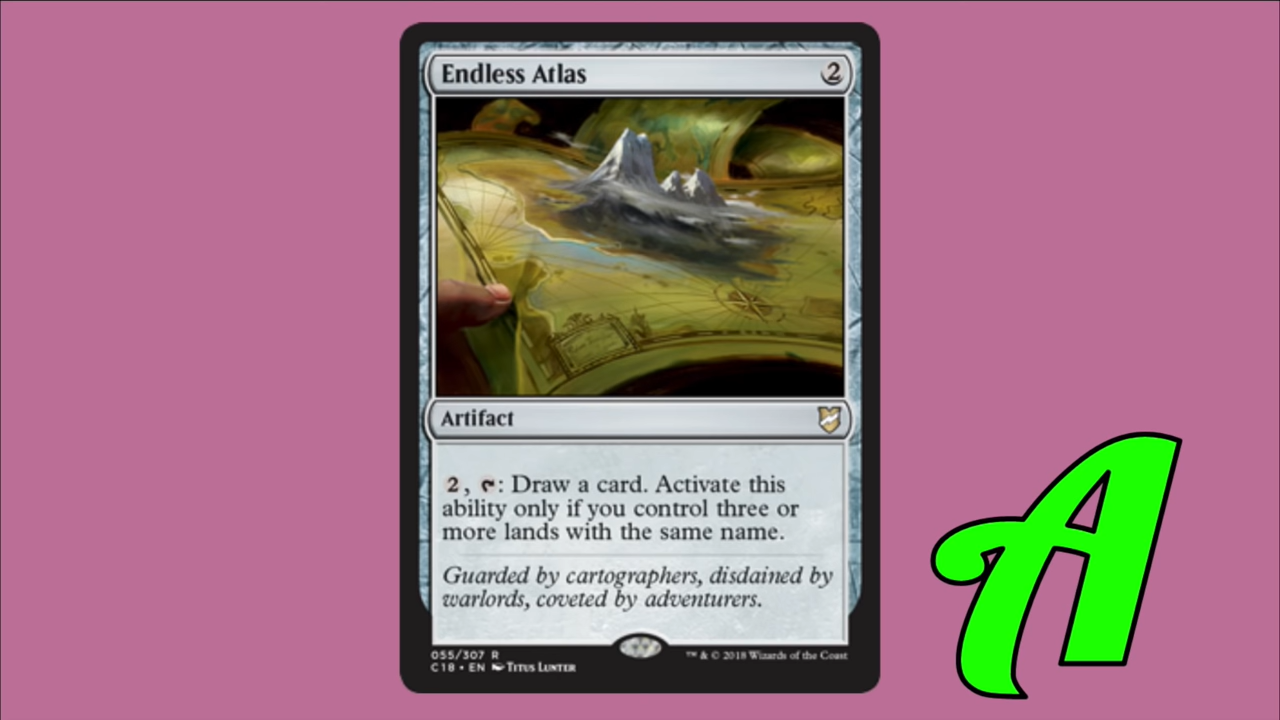 Endless Atlas 2
Artifact
2, T: Draw a card. Activate this
ability only if you control three or
more lands with the same name.
Guarded by cartographers, disdained by
warlords, coveted by adventurers.
055/307 R
C18 • EN Titus Lunter
™ & © 2018 Wizards of the Coast
A